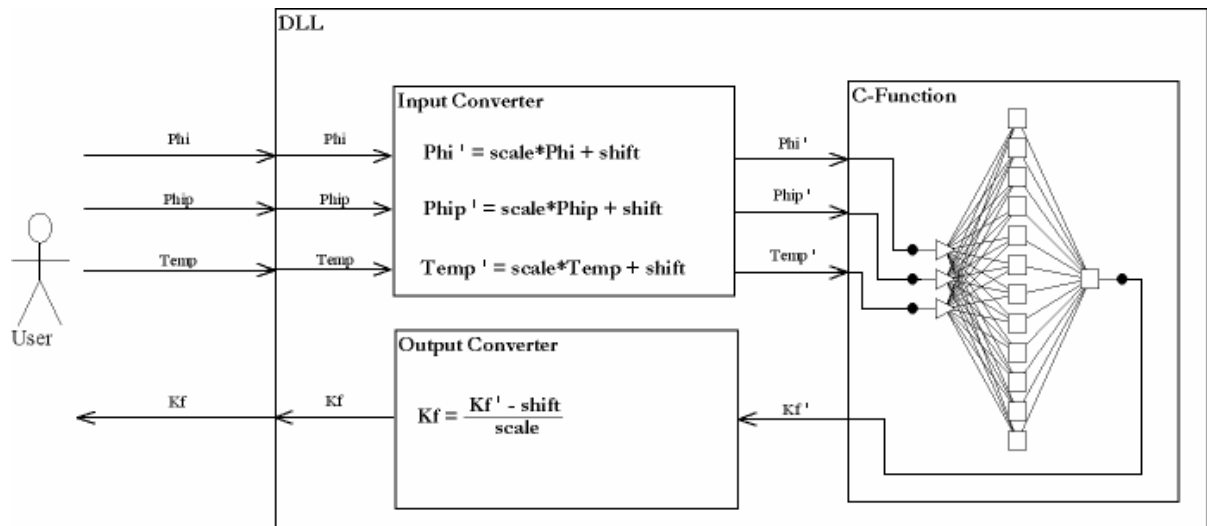 DLL
Input Converter
C-Function
Phi
Phi
Phi ' = scale*Phi + shift
Phi '
Phip
Phip
Phip ' = scale*Phip + shift
Phip '
Temp
Temp
Temp ' = scale*Temp + shift
Temp '
User
Output Converter
Kf
Kf
Kf = Kf ' - shift
scale
Kf '